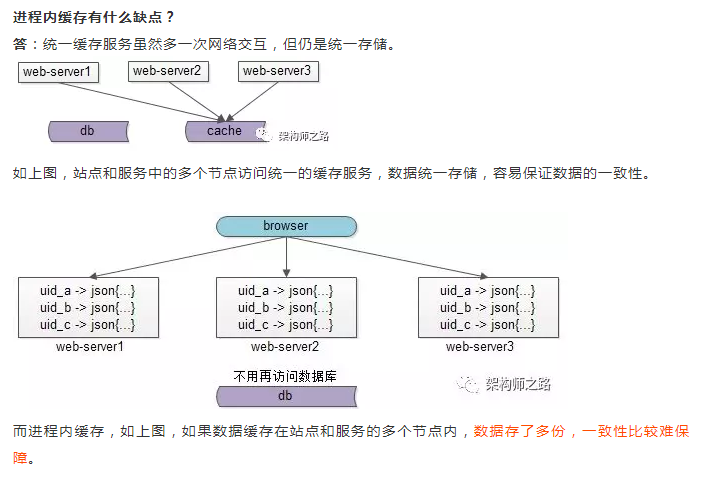 进程内缓存有什么缺点？
答：统一缓存服务虽然多一次网络交互，但仍是统一存储。
web-server1 web-server2 web-server3
db cache 架构师之路
如上图，站点和服务中的多个节点访问统一的缓存服务，数据统一存储，容易保证数据的一致性。
browser
uid_a -> json{...} uid_a -> json{...} uid_a -> json{...}
uid_b -> json{...} uid_b -> json{...} uid_b -> json{...}
uid_c -> json{...} uid_c -> json{...} uid_c -> json{...}
web-server1 web-server2 web-server3
不用再访问数据库 架构师之路
db
而进程内缓存，如上图，如果数据缓存在站点和服务的多个节点内，数据存了多份，一致性比较难保
障。